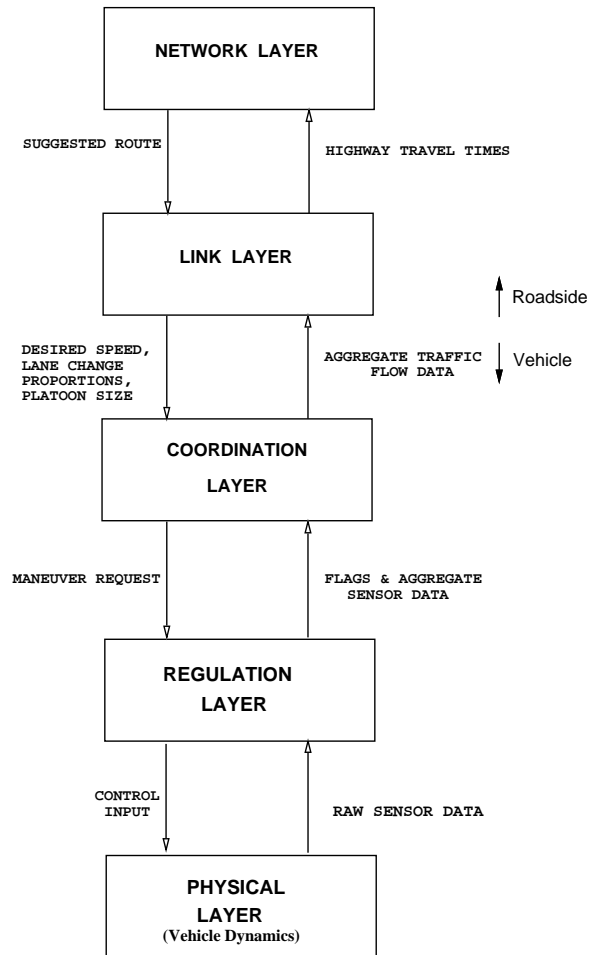 NETWORK LAYER
SUGGESTED ROUTE
HIGHWAY TRAVEL TIMES
LINK LAYER
Roadside
Vehicle
DESIRED SPEED,
LANE CHANGE
PROPORTIONS,
PLATOON SIZE
AGGREGATE TRAFFIC
FLOW DATA
COORDINATION
LAYER
MANEUVER REQUEST
FLAGS & AGGREGATE
SENSOR DATA
REGULATION
LAYER
CONTROL
INPUT
RAW SENSOR DATA
PHYSICAL
LAYER
(Vehicle Dynamics)